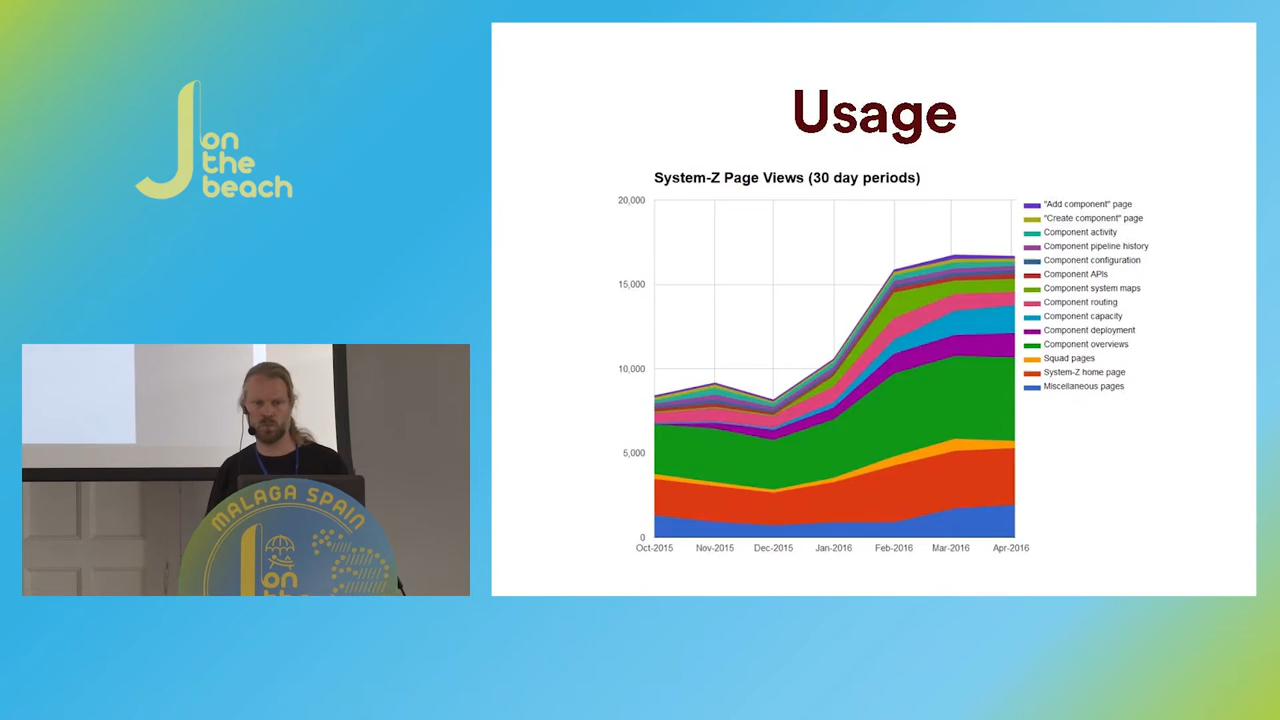 J on
the
beach
Usage
System-Z Page Views (30 day periods)
20,000
15,000
10,000
5,000
0
Oct-2015 Nov-2015 Dec-2015 Jan-2016 Feb-2016 Mar-2016 Apr-2016
"Add component" page
"Create component" page
Component activity
Component pipeline history
Component configuration
Component APIs
Component system maps
Component routing
Component capacity
Component deployment
Component overviews
Squad pages
System-Z home page
Miscellaneous pages
MALAGA SPAIN
J on